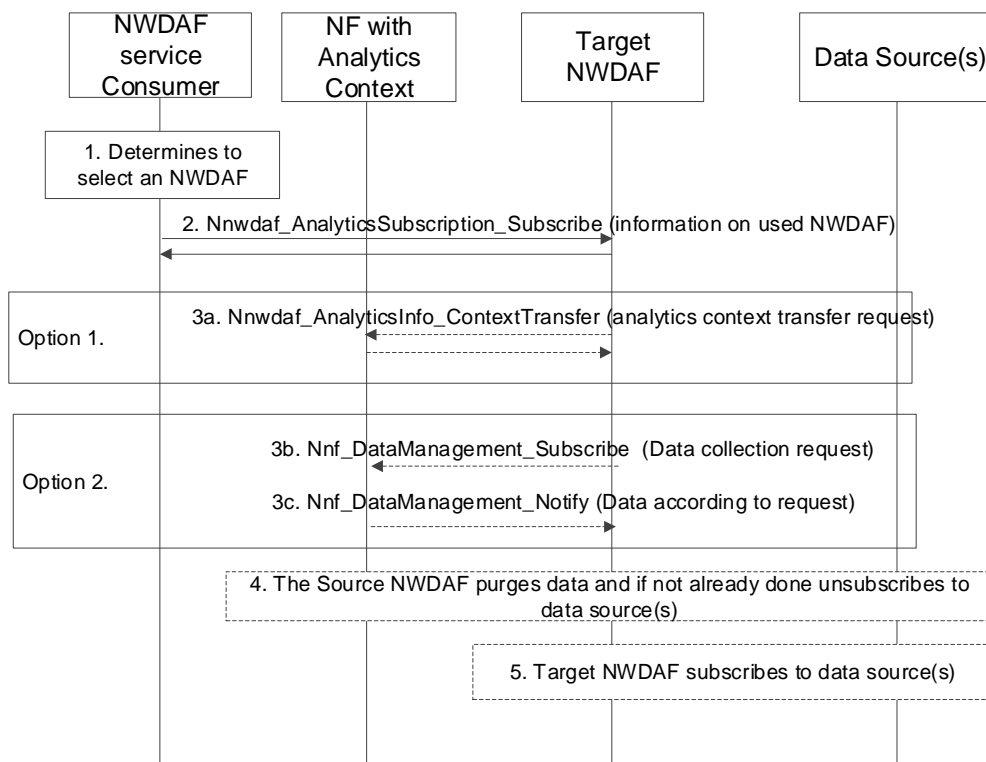 NWDAF
service
Consumer
NF with
Analytics
Context
Target
NWDAF
Data Source(s)
1. Determines to
select an NWDAF
2. Nnwdaf_AnalyticsSubscription_Subscribe (information on used NWDAF)
Option 1.
3a. Nnwdaf_AnalyticsInfo_ContextTransfer (analytics context transfer request)
Option 2.
3b. Nnf_DataManagement_Subscribe (Data collection request)
3c. Nnf_DataManagement_Notify (Data according to request)
4. The Source NWDAF purges data and if not already done unsubscribes to
data source(s)
5. Target NWDAF subscribes to data source(s)